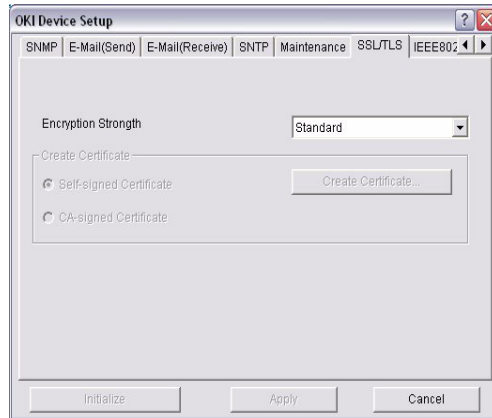 OKI Device Setup
SNMP E-Mail(Send) E-Mail(Receive) SNTP Maintenance SSL/TLS IEEE802
Encryption Strength Standard
Create Certificate
Self-signed Certificate Create Certificate...
CA-signed Certificate
Initialize Apply Cancel